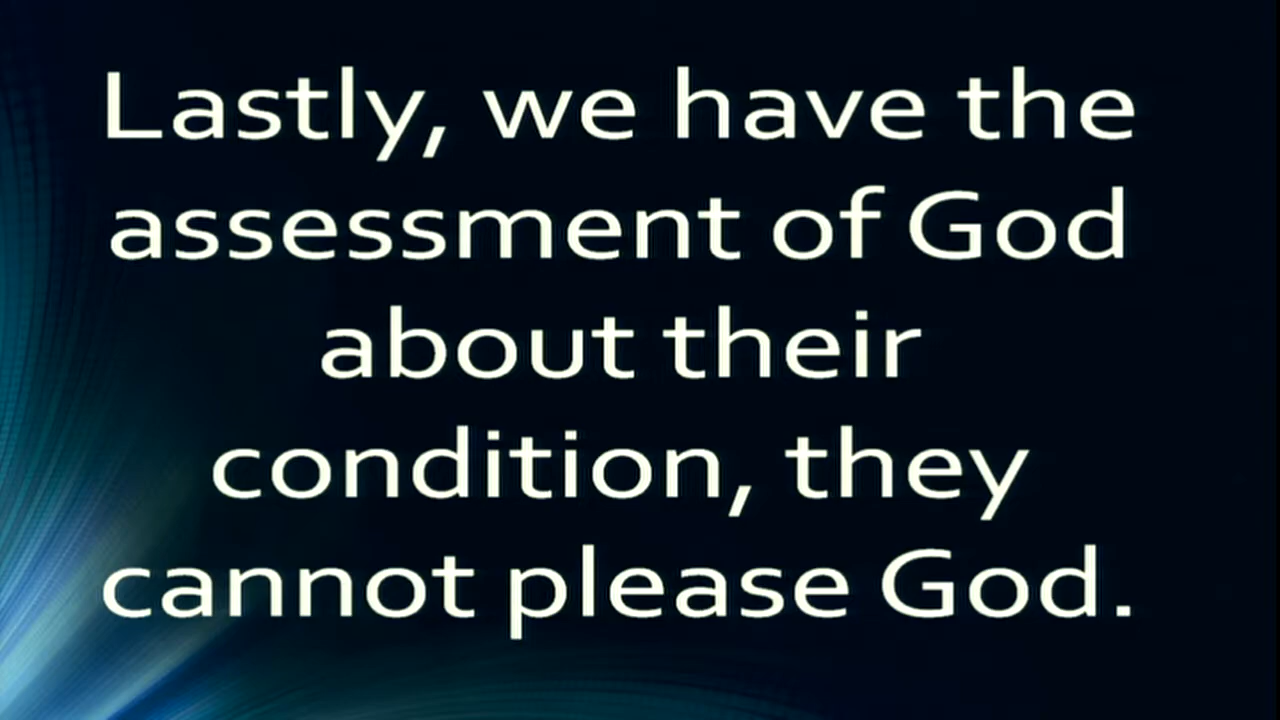 Lastly, we have the
assessment of God
about their
condition, they
cannot please God.